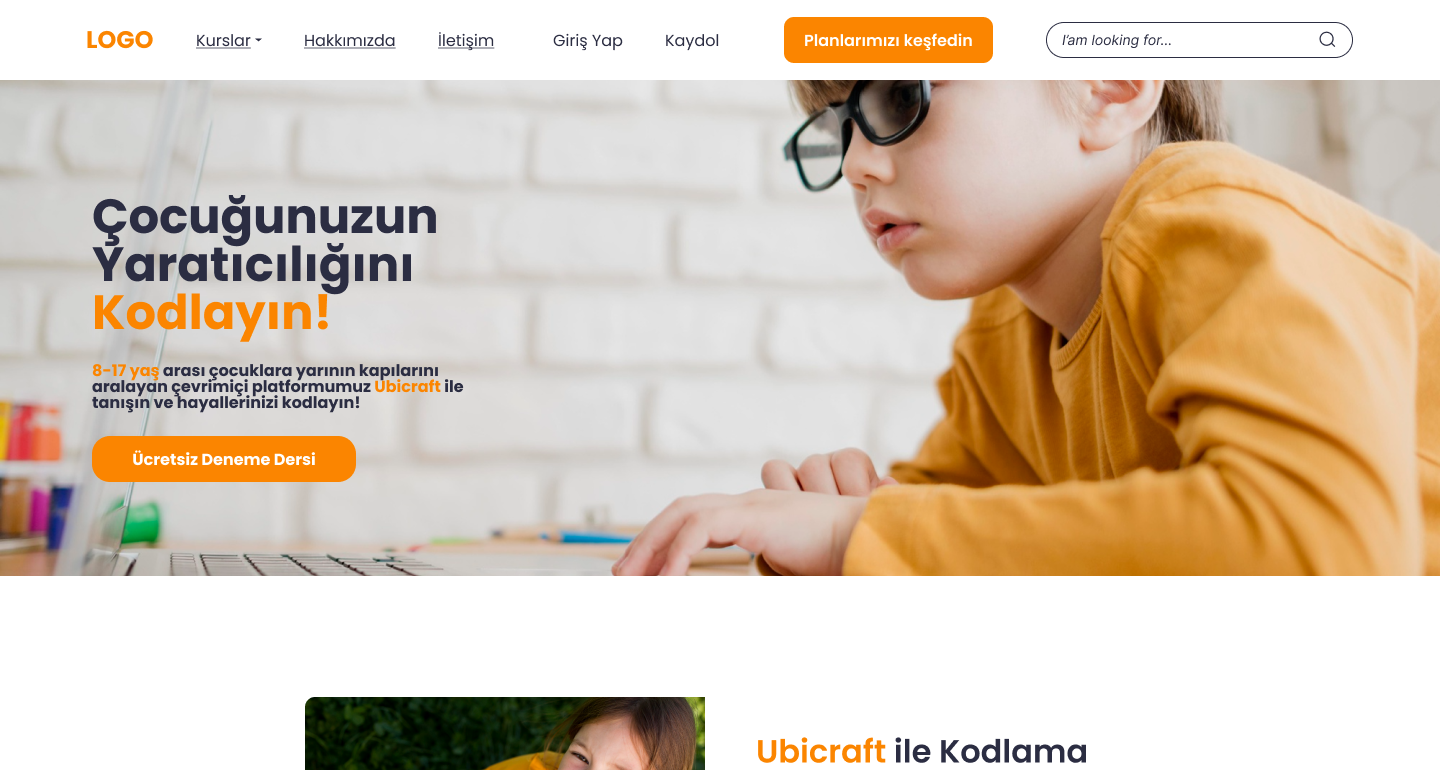 LOGO
Kurslar
Hakkımızda
İletişim
Giriş Yap
Kaydol
Planlarımızı keşfedin
I'am looking for...
Çocuğunuzun
Yaratıcılığını
Kodlayın!
8-17 yaş arası çocuklara yarının kapılarını
aralayan çevrimiçi platformumuz Ubicraft ile
tanışın ve hayallerinizi kodlayın!
Ücretsiz Deneme Dersi
Ubicraft ile Kodlama